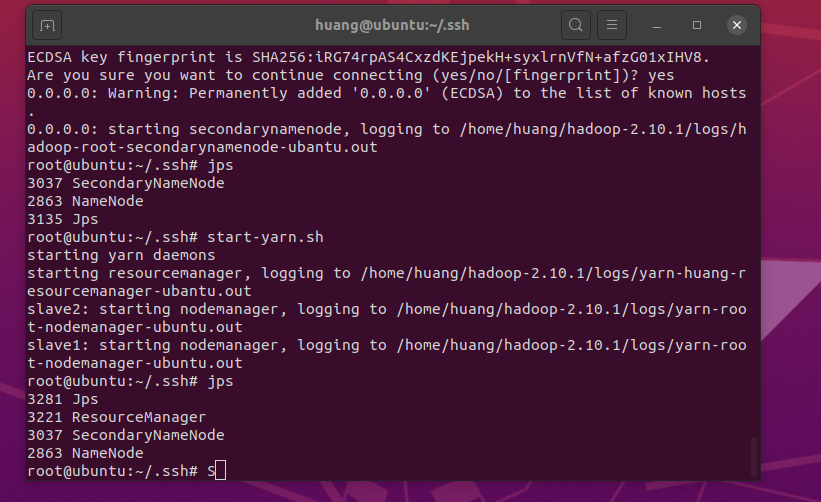 huang@ubuntu:~/.ssh
ECDSA key fingerprint is SHA256:iRG74rpAS4CxzdKEjpekH+syxlrnVfN+afzG01xIHV8.
Are you sure you want to continue connecting (yes/no/[fingerprint])? yes
0.0.0.0: Warning: Permanently added '0.0.0.0' (ECDSA) to the list of known hosts
.
0.0.0.0: starting secondarynamenode, logging to /home/huang/hadoop-2.10.1/logs/h
adoop-root-secondarynamenode-ubantu.out
root@ubuntu:~/.ssh# jps
3037 SecondaryNameNode
2863 NameNode
3135 Jps
root@ubuntu:~/.ssh# start-yarn.sh
starting yarn daemons
starting resourcemanager, logging to /home/huang/hadoop-2.10.1/logs/yarn-huang-r
esourcemanager-ubantu.out
slave2: starting nodemanager, logging to /home/huang/hadoop-2.10.1/logs/yarn-roo
t-nodemanager-ubuntu.out
slave1: starting nodemanager, logging to /home/huang/hadoop-2.10.1/logs/yarn-roo
t-nodemanager-ubuntu.out
root@ubuntu:~/.ssh# jps
3281 Jps
3221 ResourceManager
3037 SecondaryNameNode
2863 NameNode
root@ubuntu:~/.ssh# S